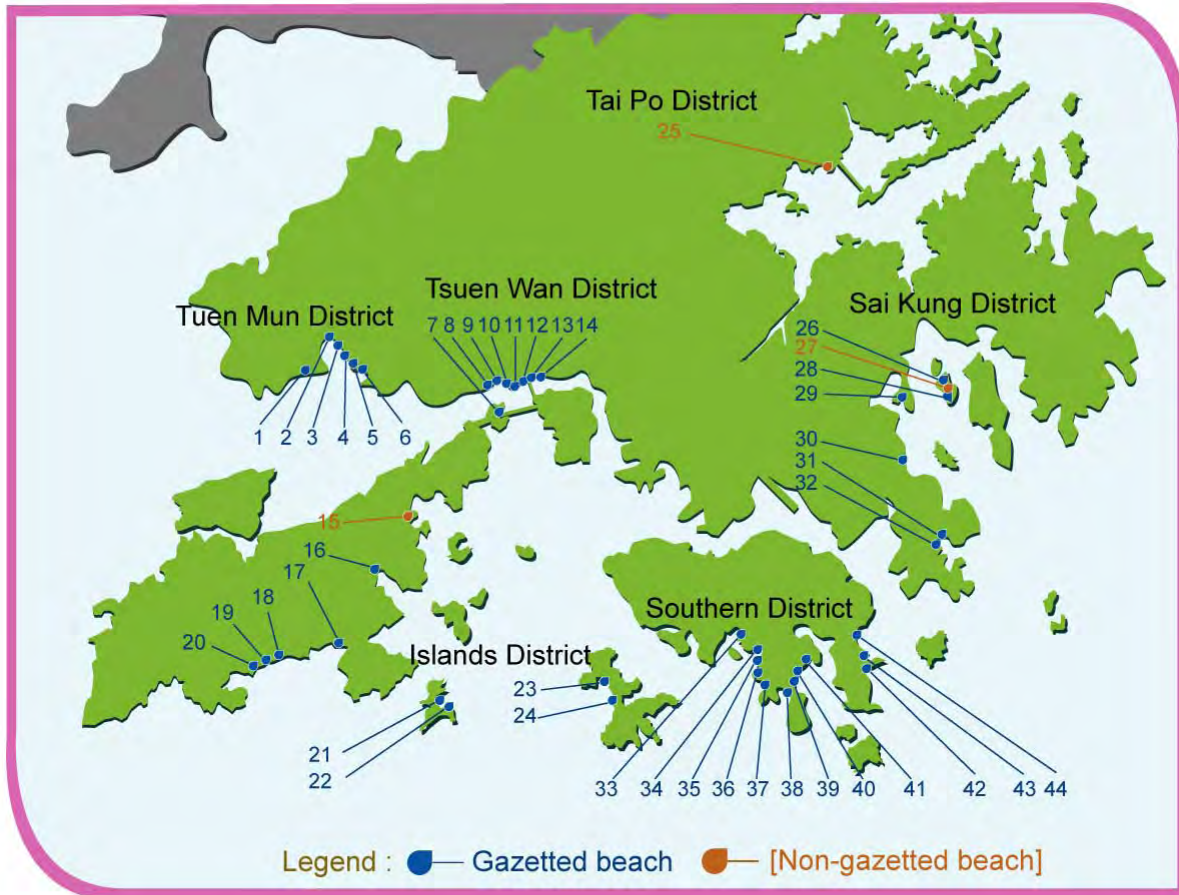 Tai Po District
25
Sai Kung District
26
27
28
29
30
31
32
Tsuen Wan District
7 8 9 10 11 12 13 14
Tuen Mun District
1 2 3 4 5 6
15
16
17
18
19
20
Islands District
21
22
23
24
Southern District
33 34 35 36 37 38 39 40 41 42 43 44
Legend : Gazetted beach [Non-gazetted beach]